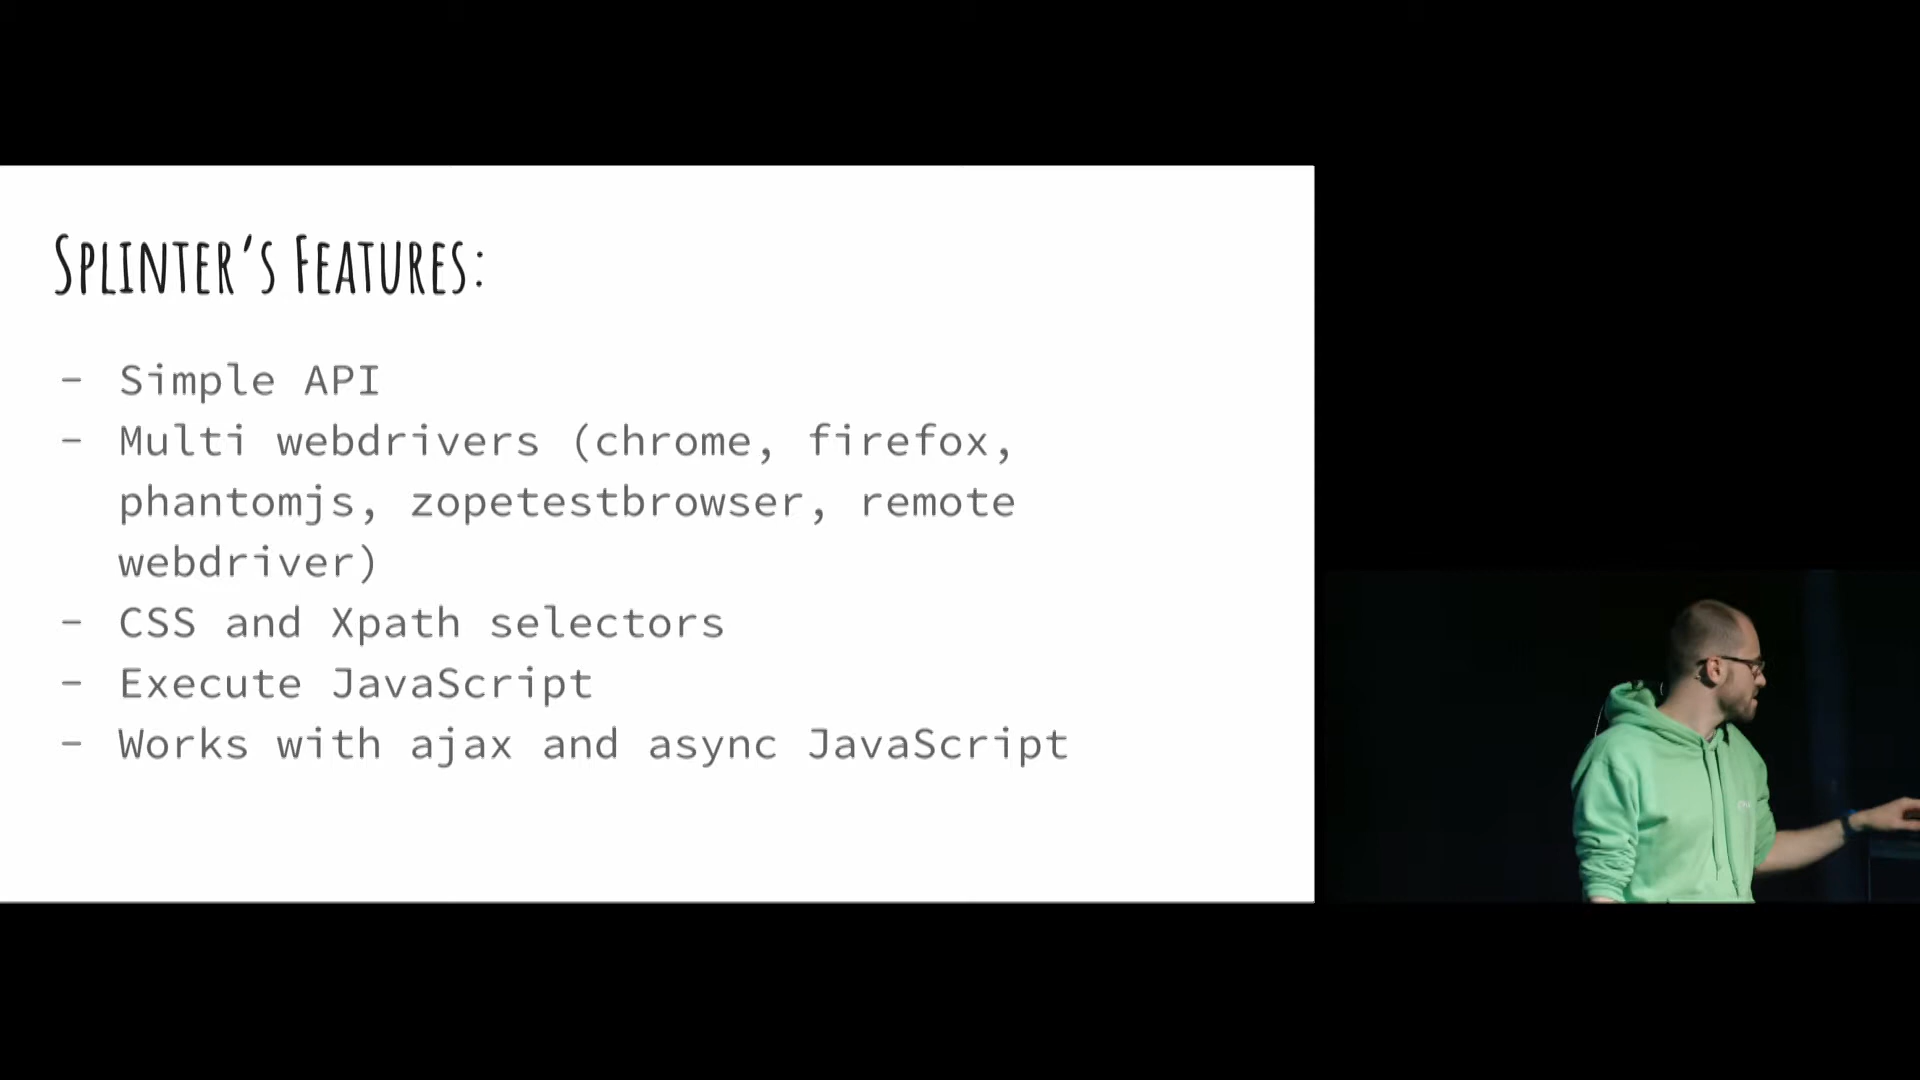 Splinter's Features:
- Simple API
- Multi webdrivers (chrome, firefox,
phantomjs, zopetestbrowser, remote
webdriver)
- CSS and Xpath selectors
- Execute JavaScript
- Works with ajax and async JavaScript